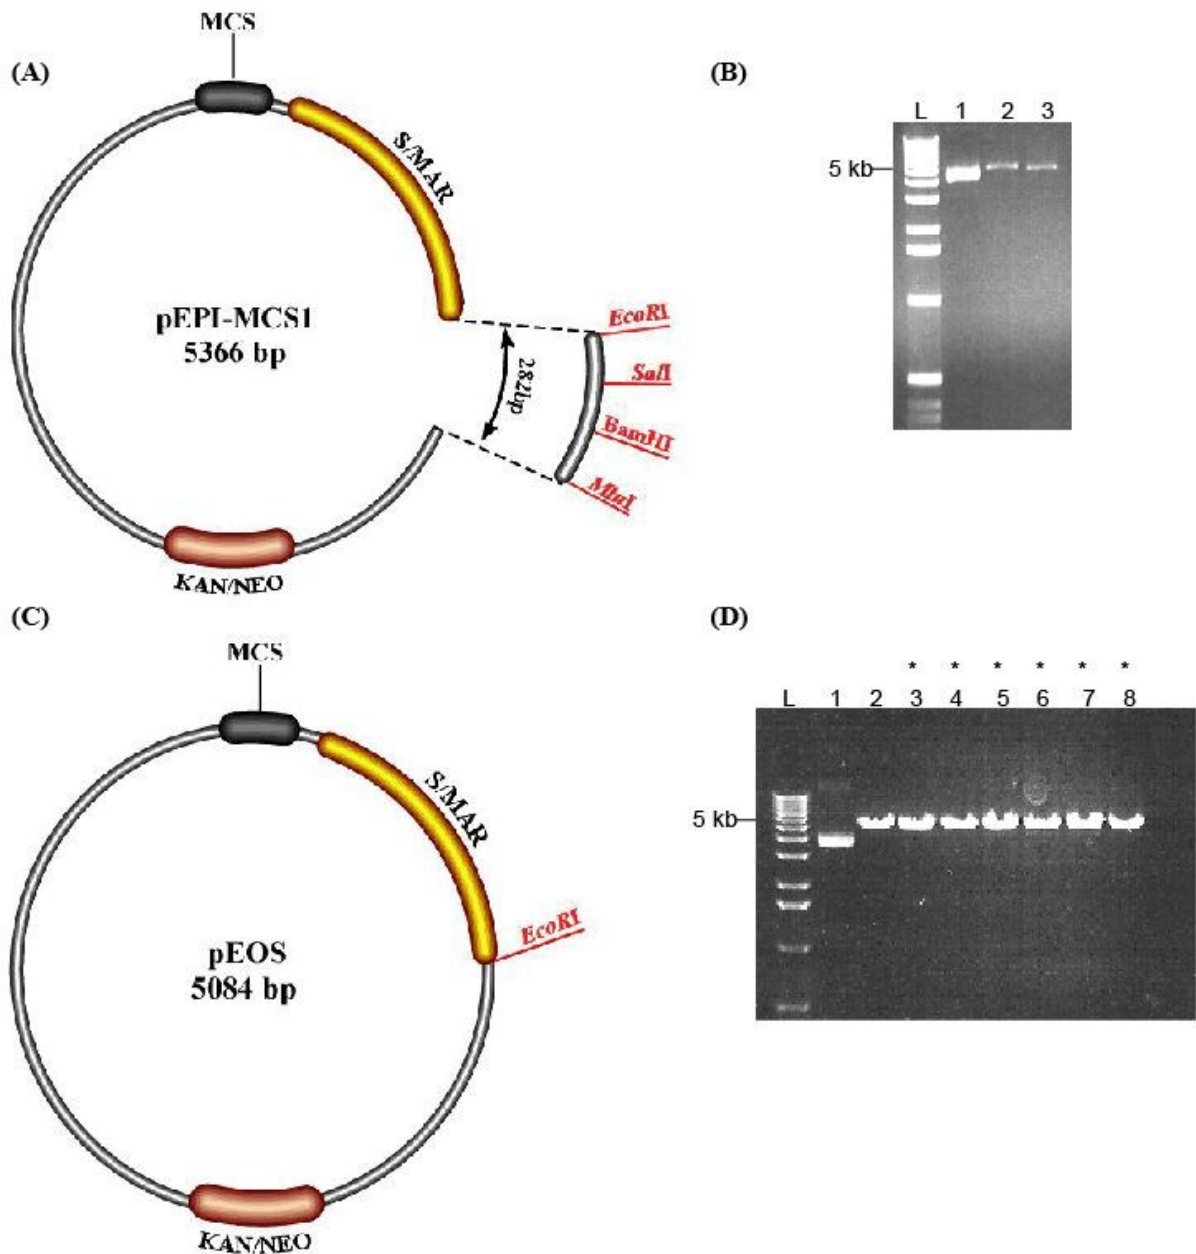 (A)
MCS
S/MAR
pEPI-MCS1
5366 bp
282bp
EcoRI
SalI
BamHI
MluI
KAN/NEO
(B)
L 1 2 3
5 kb
(C)
MCS
S/MAR
pEOS
5084 bp
EcoRI
KAN/NEO
(D)
* * * * * *
L 1 2 3 4 5 6 7 8
5 kb